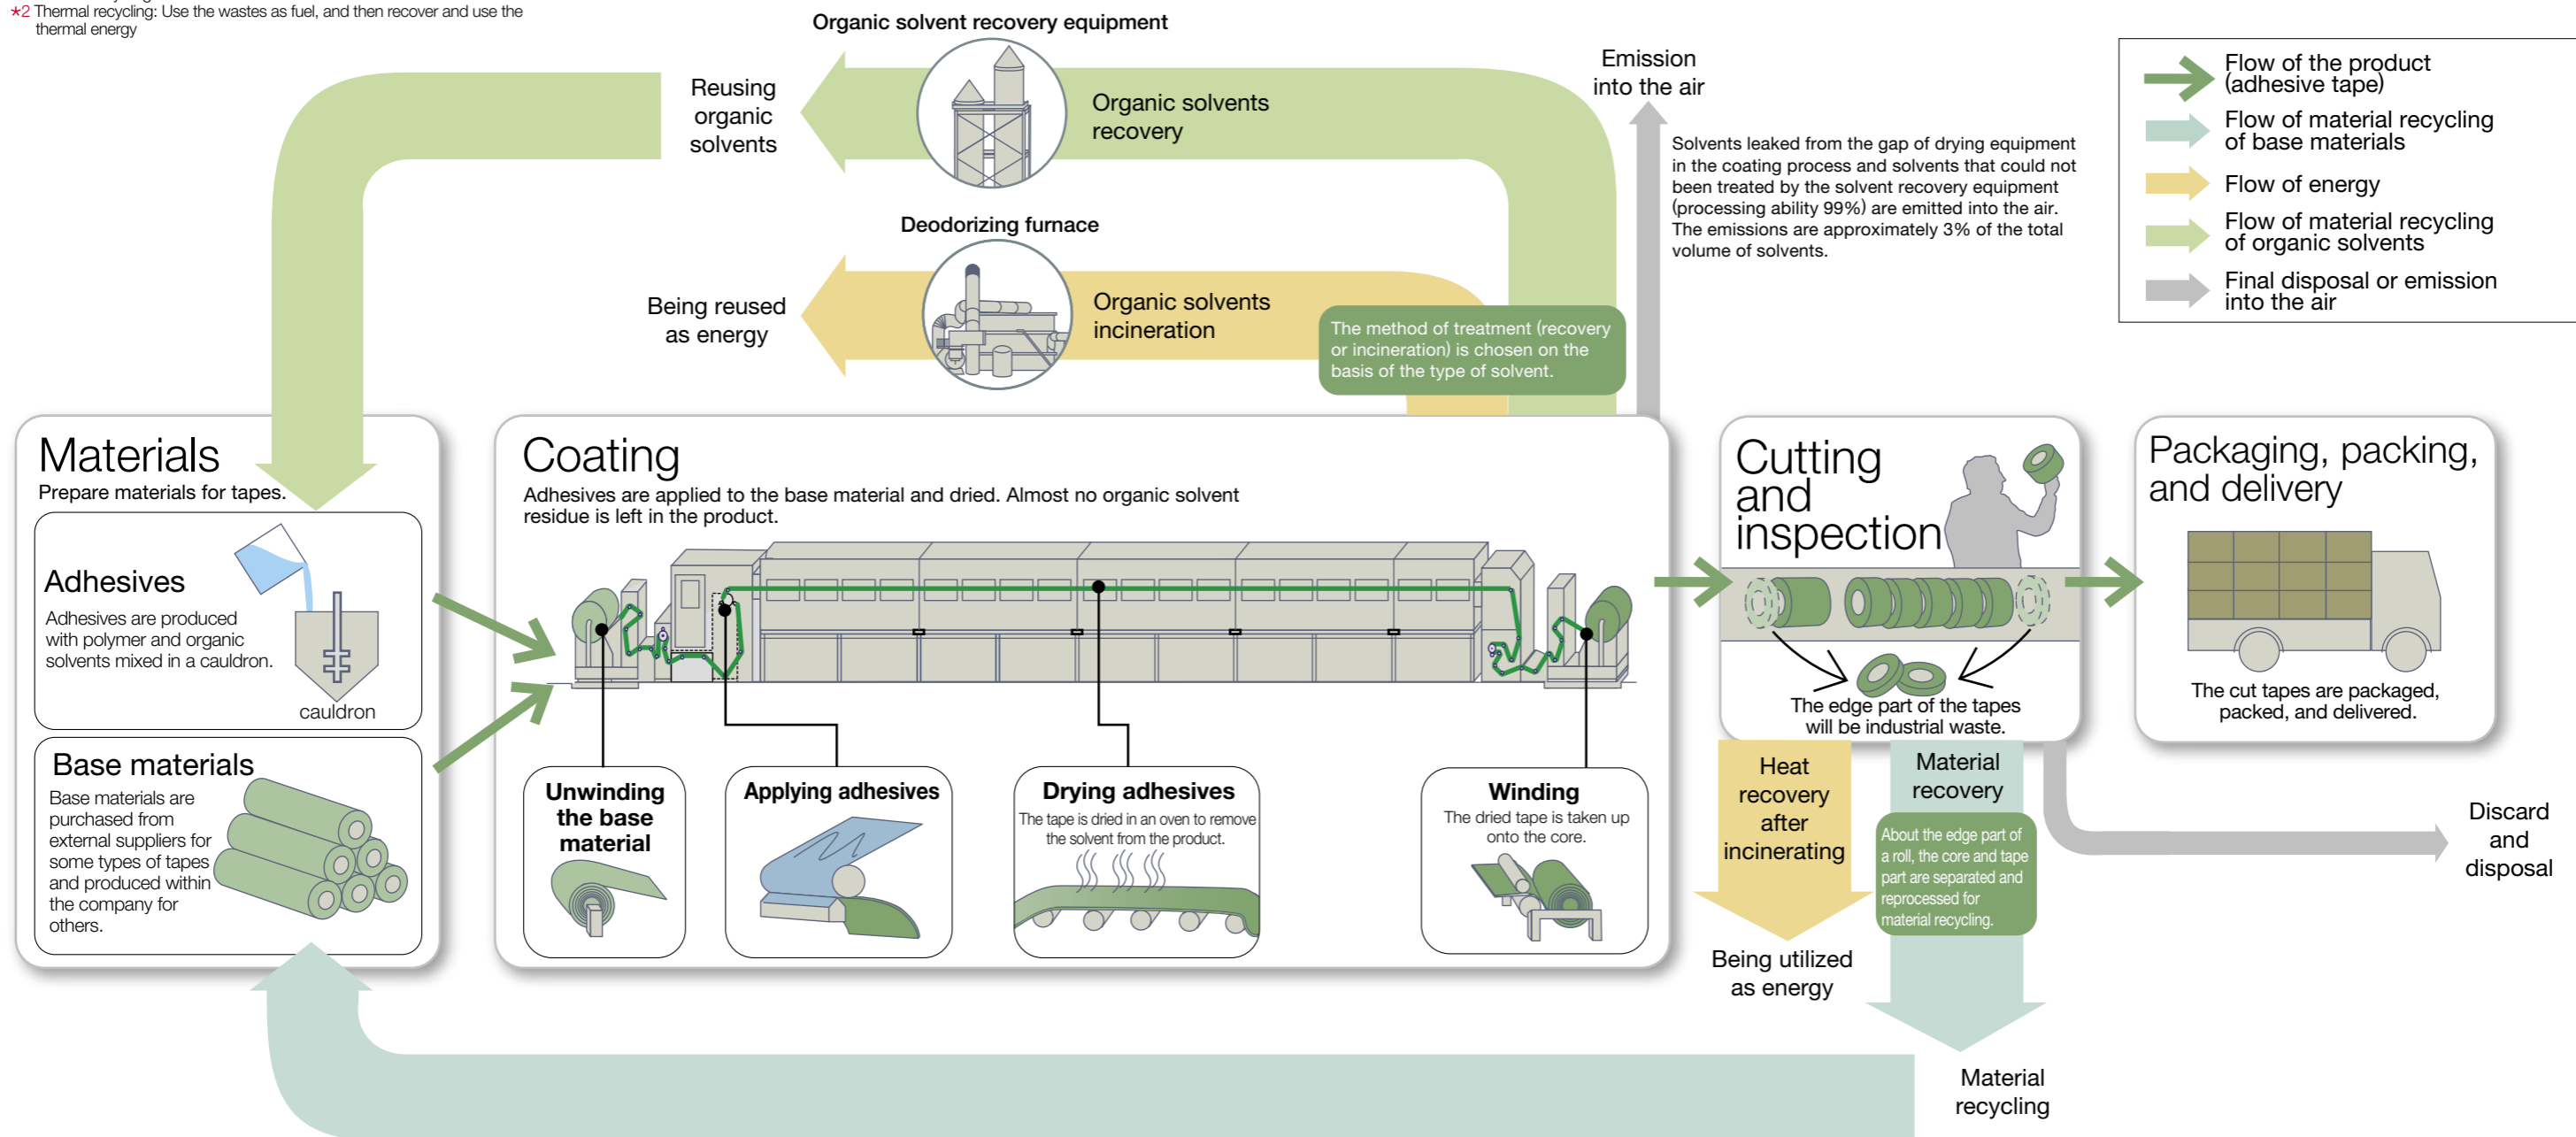 *2 Thermal recycling: Use the wastes as fuel, and then recover and use the
thermal energy
Organic solvent recovery equipment
Reusing
organic
solvents
Organic solvents
recovery
Emission
into the air
Solvents leaked from the gap of drying equipment
in the coating process and solvents that could not
been treated by the solvent recovery equipment
(processing ability 99%) are emitted into the air.
The emissions are approximately 3% of the total
volume of solvents.
Flow of the product
(adhesive tape)
Flow of material recycling
of base materials
Flow of energy
Flow of material recycling
of organic solvents
Final disposal or emission
into the air
Deodorizing furnace
Being reused
as energy
Organic solvents
incineration
The method of treatment (recovery
or incineration) is chosen on the
basis of the type of solvent.
Materials
Prepare materials for tapes.
Adhesives
Adhesives are produced
with polymer and organic
solvents mixed in a cauldron.
cauldron
Base materials
Base materials are
purchased from
external suppliers for
some types of tapes
and produced within
the company for
others.
Coating
Adhesives are applied to the base material and dried. Almost no organic solvent
residue is left in the product.
Unwinding
the base
material
Applying adhesives
Drying adhesives
The tape is dried in an oven to remove
the solvent from the product.
Winding
The dried tape is taken up
onto the core.
Cutting
and
inspection
The edge part of the tapes
will be industrial waste.
Packaging, packing,
and delivery
The cut tapes are packaged,
packed, and delivered.
Heat
recovery
after
incinerating
Being utilized
as energy
Material
recovery
About the edge part of
a roll, the core and tape
part are separated and
reprocessed for
material recycling.
Material
recycling
Discard
and
disposal